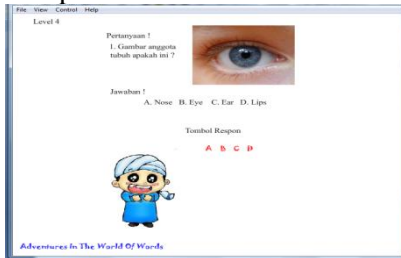 File View Control Help
Level 4
Pertanyaan !
1. Gambar anggota
tubuh apakah ini ?
Jawaban !
A. Nose B. Eye C. Ear D. Lips
Tombol Respon
A B C D
Adventures In The World Of Words